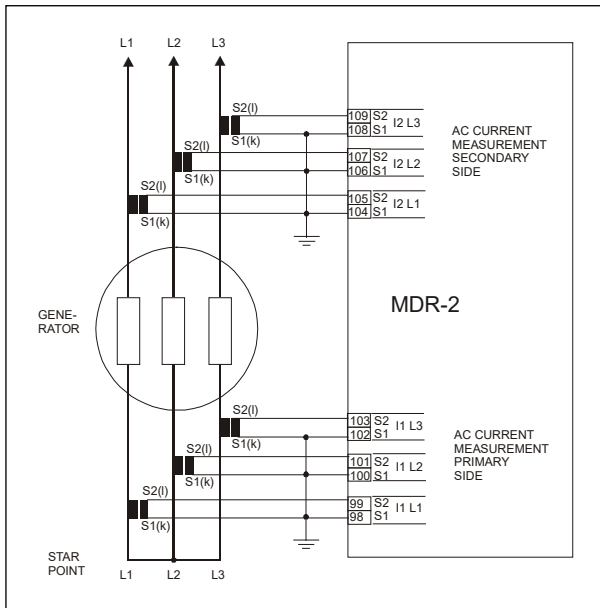 L1 L2 L3
S2(l)
S1(k)
109 S2 I2 L3
108 S1
S2(l)
S1(k)
107 S2 I2 L2
106 S1
S2(l)
S1(k)
105 S2 I2 L1
104 S1
AC CURRENT
MEASUREMENT
SECONDARY
SIDE
GENE-
RATOR
MDR-2
S2(l)
S1(k)
103 S2 I1 L3
102 S1
S2(l)
S1(k)
101 S2 I1 L2
100 S1
S2(l)
S1(k)
99 S2 I1 L1
98 S1
AC CURRENT
MEASUREMENT
PRIMARY
SIDE
STAR
POINT
L1 L2 L3